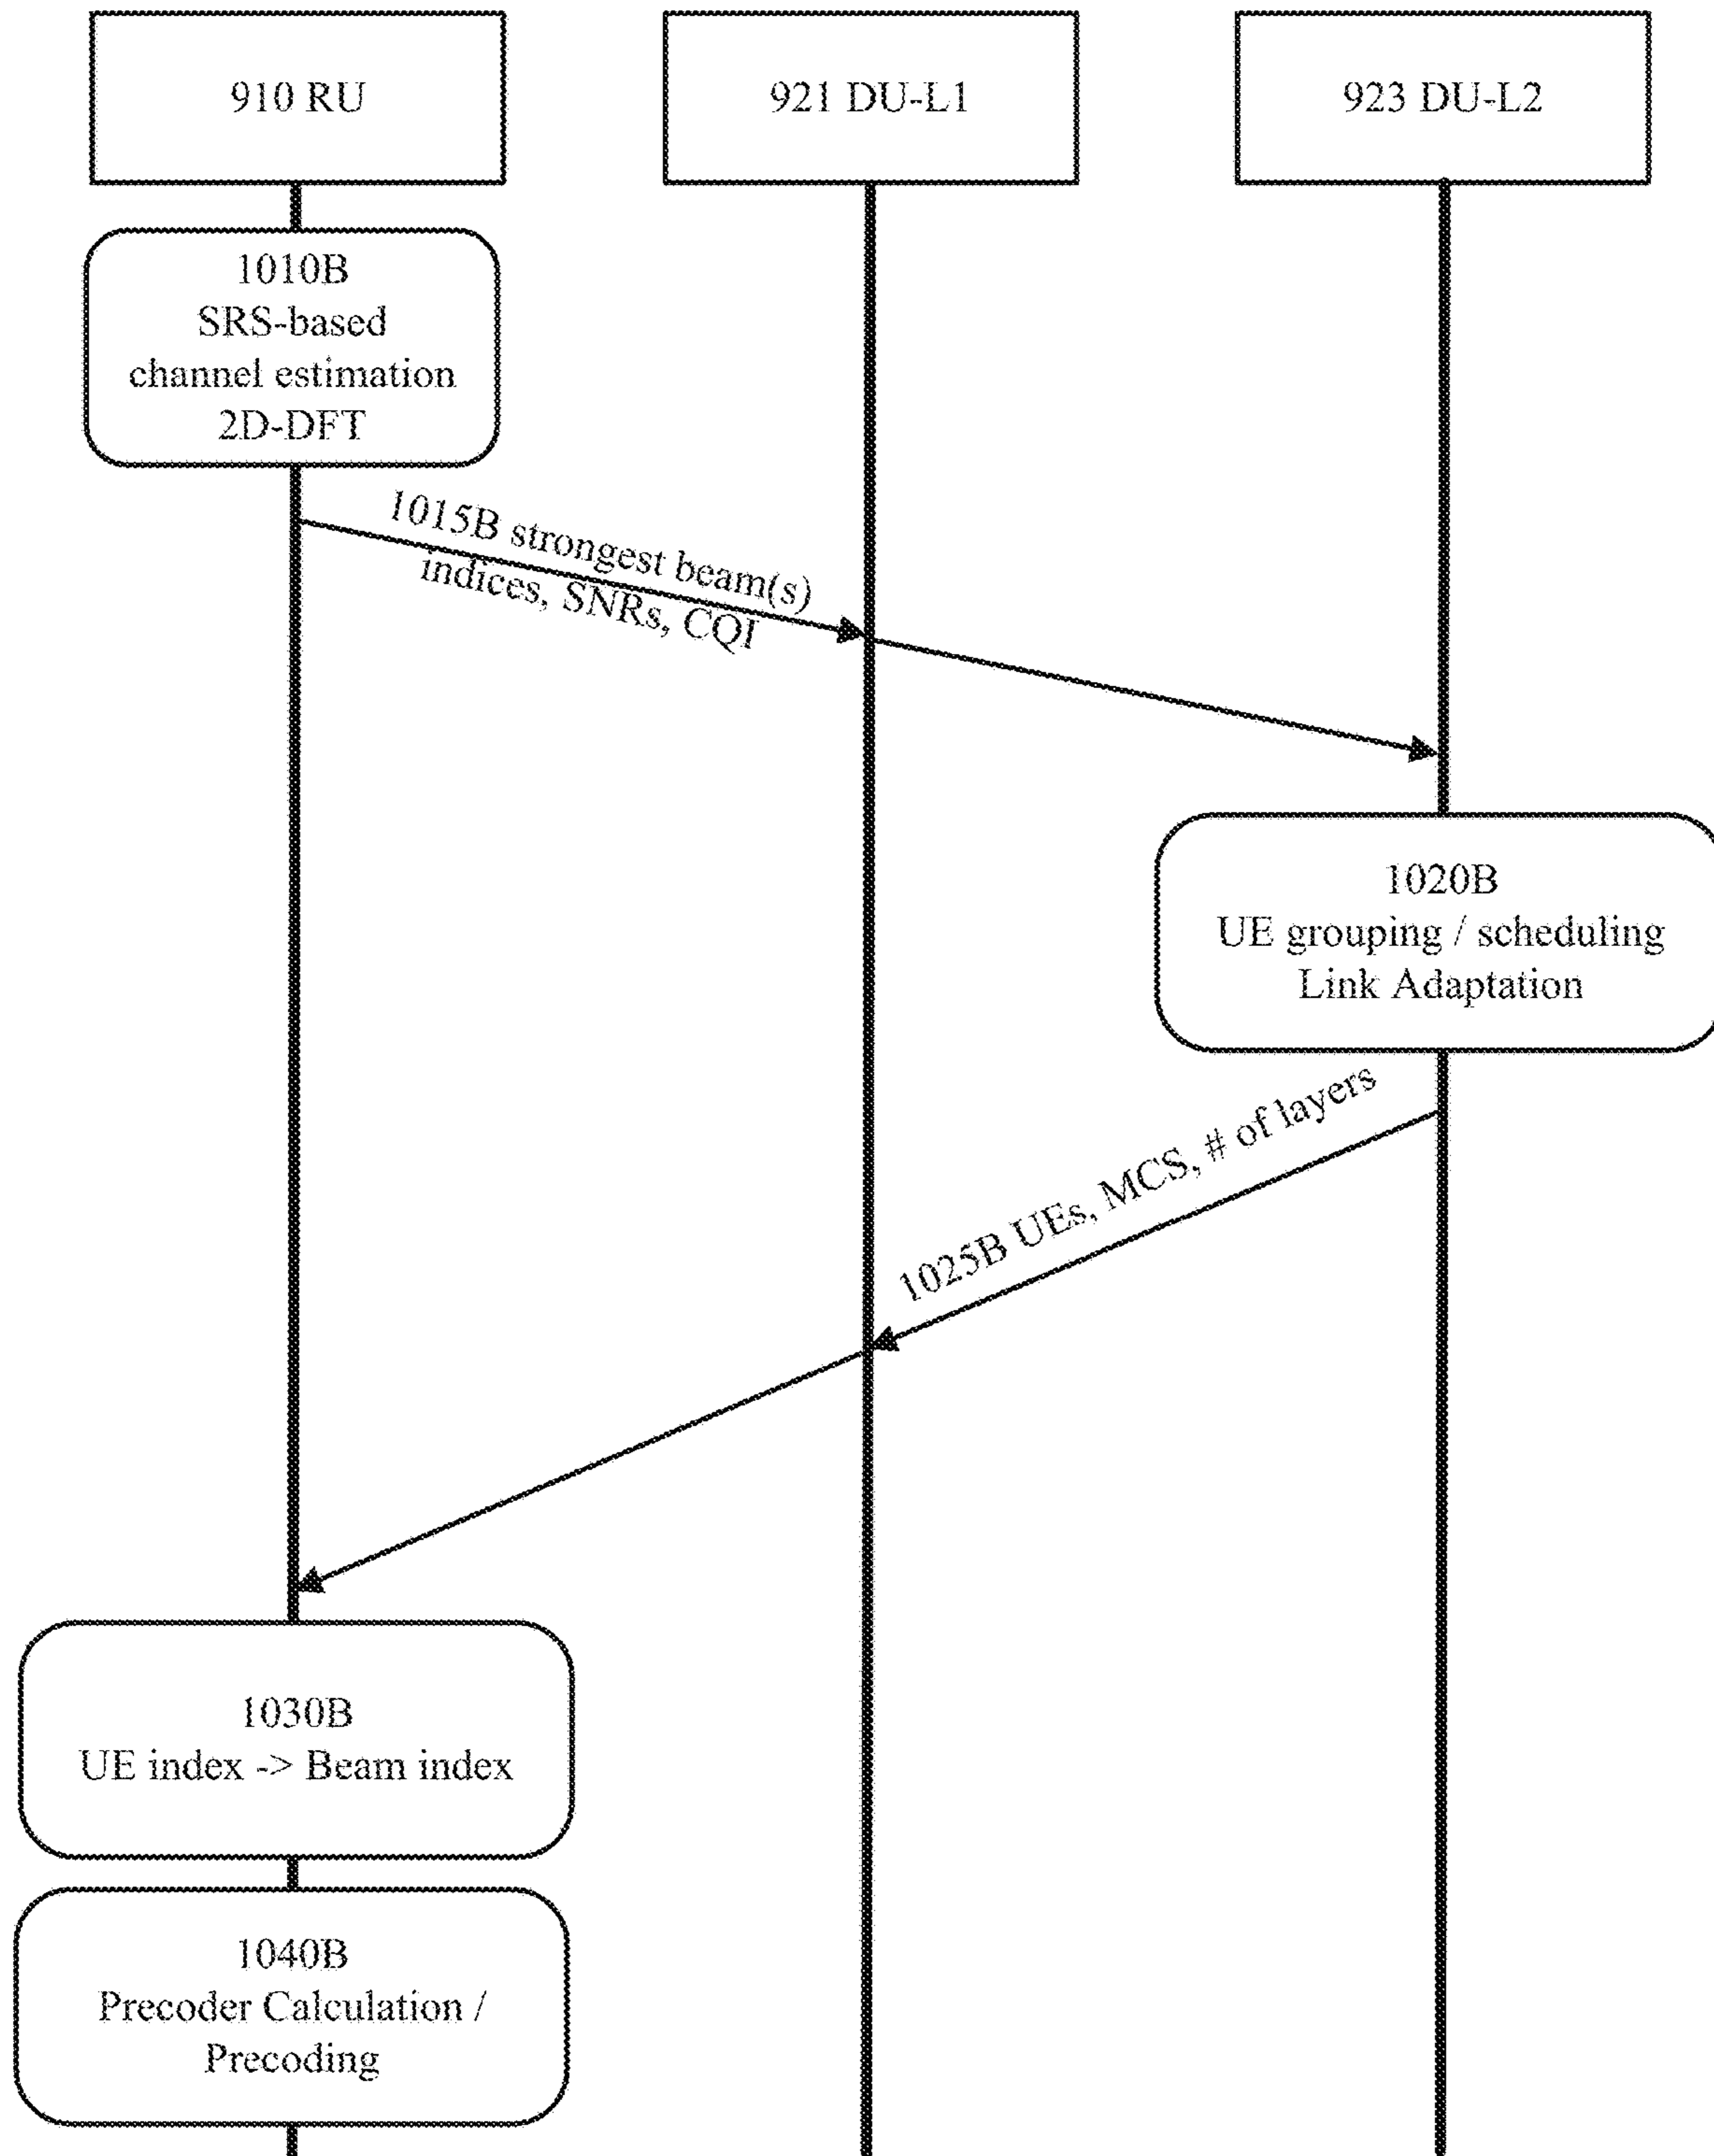 910 RU
921 DU-L1
923 DU-L2
1010B
SRS-based
channel estimation
2D-DFT
1015B strongest beam(s)
indices, SNRs, CQI
1020B
UE grouping / scheduling
Link Adaptation
1025B UEs, MCS, # of layers
1030B
UE index -> Beam index
1040B
Precoder Calculation /
Precoding